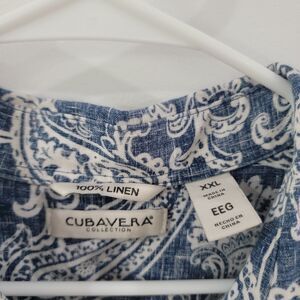 100% LINEN
CUBAVERA
COLLECTION
XXL
MADE IN
CHINA
EEG
HECHO EN
CHINA